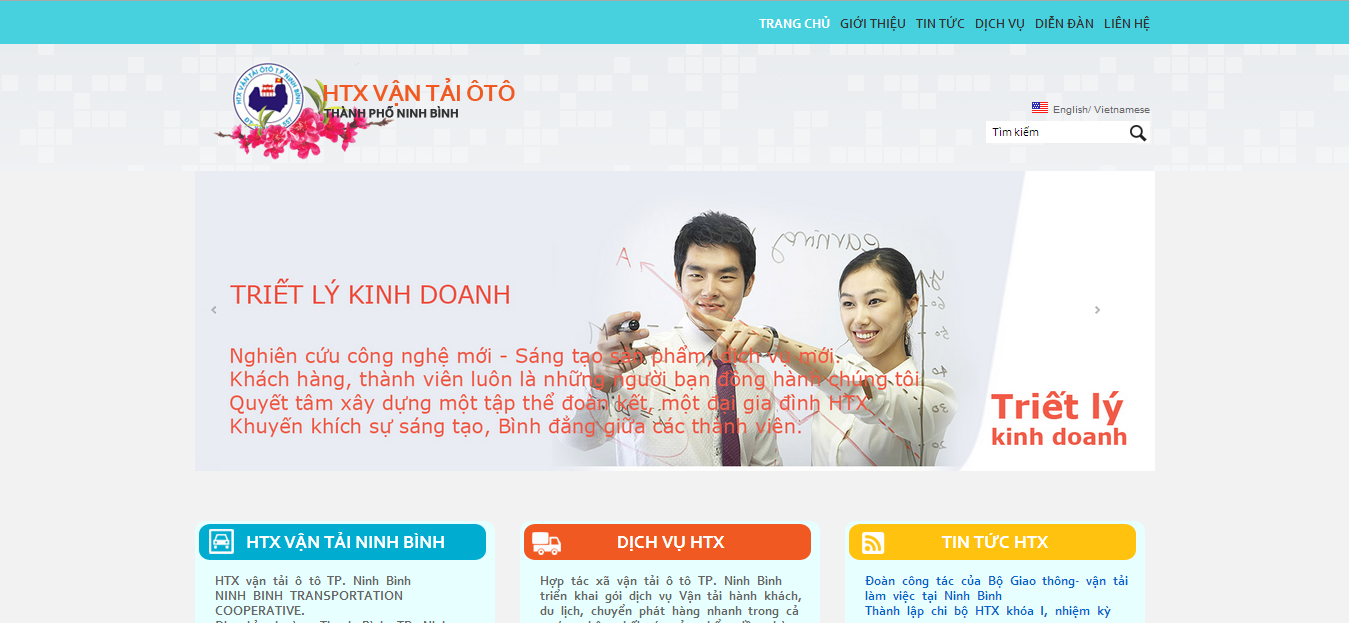 TRANG CHỦ GIỚI THIỆU TIN TỨC DỊCH VỤ DIỄN ĐÀN LIÊN HỆ
HTX VẬN TẢI ÔTÔ T.P NINH BÌNH
HTX VẬN TẢI ÔTÔ
THÀNH PHỐ NINH BÌNH
English/ Vietnamese
Tìm kiếm
TRIẾT LÝ KINH DOANH
Nghiên cứu công nghệ mới - Sáng tạo sản phẩm, dịch vụ mới.
Khách hàng, thành viên luôn là những người bạn đồng hành chúng tôi
Quyết tâm xây dựng một tập thể đoàn kết, một đại gia đình HTX.
Khuyến khích sự sáng tạo, Bình đẳng giữa các thành viên.
A
Triết lý
kinh doanh
HTX VẬN TẢI NINH BÌNH
HTX vận tải ô tô TP. Ninh Bình
NINH BINH TRANSPORTATION
COOPERATIVE.
DỊCH VỤ HTX
Hợp tác xã vận tải ô tô TP. Ninh Bình
triển khai gói dịch vụ Vận tải hành khách,
du lịch, chuyển phát hàng nhanh trong cả
TIN TỨC HTX
Đoàn công tác của Bộ Giao thông- vận tải
làm việc tại Ninh Bình
Thành lập chi bộ HTX khóa I, nhiệm kỳ